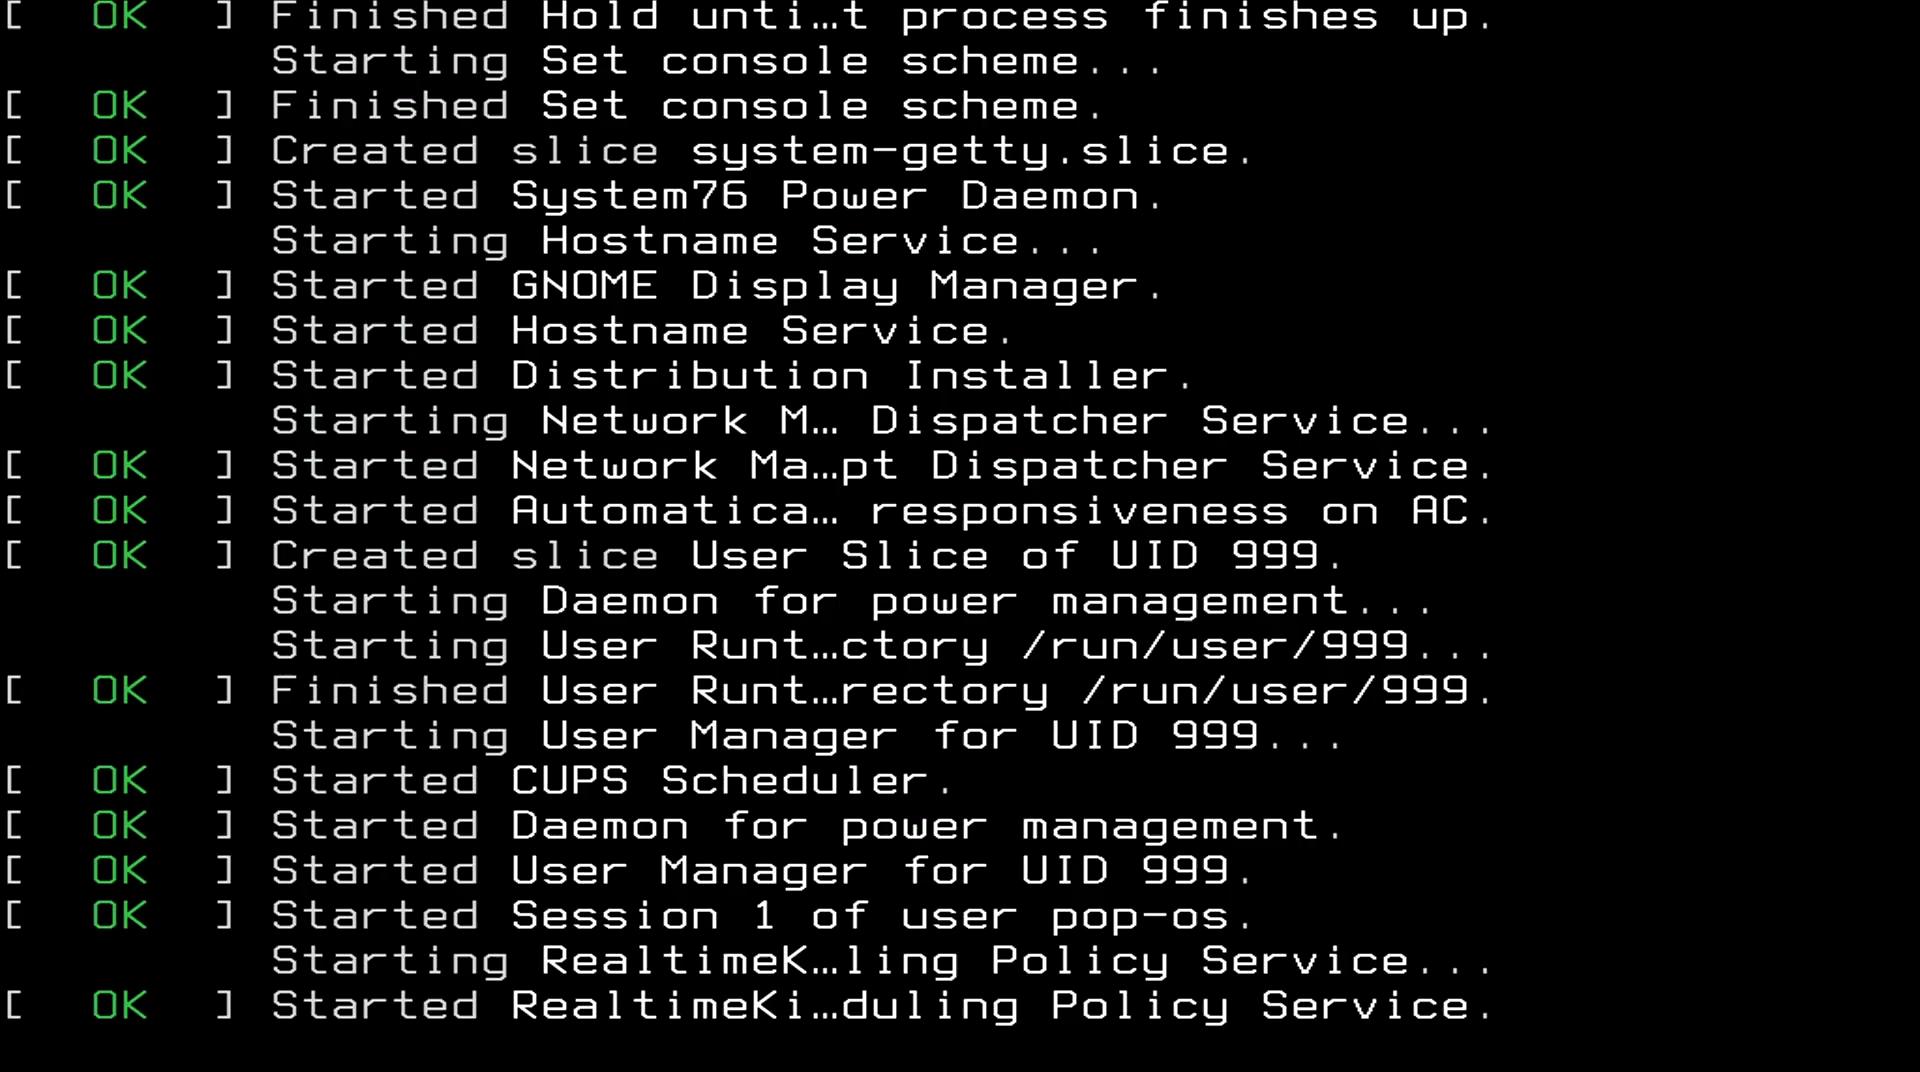 [ OK ] Finished Hold unti…t process finishes up.
Starting Set console scheme...
[ OK ] Finished Set console scheme.
[ OK ] Created slice system-getty.slice.
[ OK ] Started System76 Power Daemon.
Starting Hostname Service...
[ OK ] Started GNOME Display Manager.
[ OK ] Started Hostname Service.
[ OK ] Started Distribution Installer.
Starting Network M… Dispatcher Service...
[ OK ] Started Network Ma…pt Dispatcher Service.
[ OK ] Started Automatica… responsiveness on AC.
[ OK ] Created slice User Slice of UID 999.
Starting Daemon for power management...
Starting User Runt…ctory /run/user/999...
[ OK ] Finished User Runt…rectory /run/user/999.
Starting User Manager for UID 999...
[ OK ] Started CUPS Scheduler.
[ OK ] Started Daemon for power management.
[ OK ] Started User Manager for UID 999.
[ OK ] Started Session 1 of user pop-os.
Starting RealtimeK…ling Policy Service...
[ OK ] Started RealtimeKi…duling Policy Service.